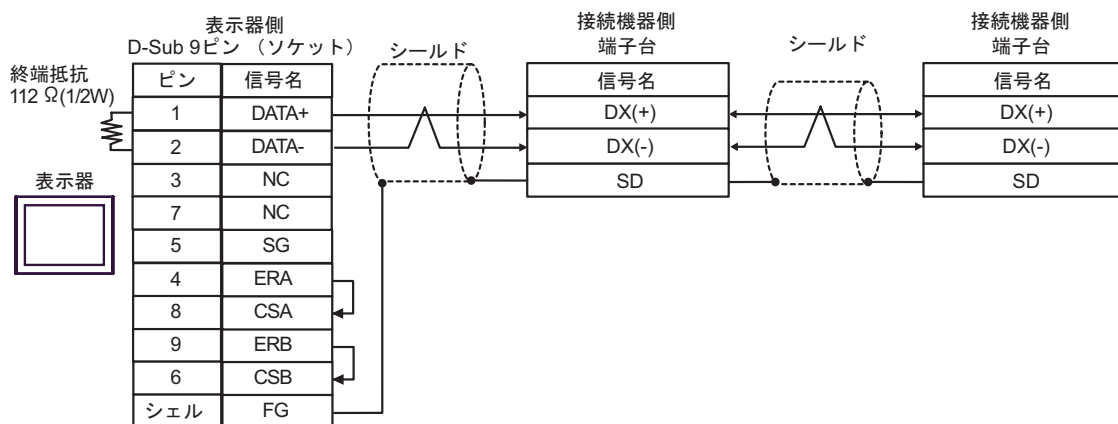 表示器側
D-Sub 9ピン （ソケット）
シールド
接続機器側
端子台
シールド
接続機器側
端子台
終端抵抗
112 Ω(1/2W)
ピン 信号名
1 DATA+
2 DATA-
3 NC
7 NC
5 SG
4 ERA
8 CSA
9 ERB
6 CSB
シェル FG
表示器
信号名
DX(+)
DX(-)
SD
信号名
DX(+)
DX(-)
SD